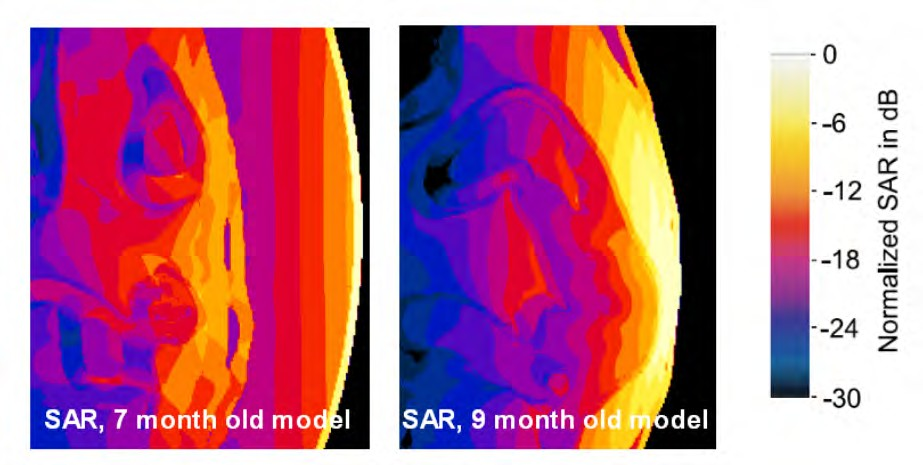 SAR, 7 month old model
SAR, 9 month old model
0
-6
-12
-18
-24
-30
Normalized SAR in dB